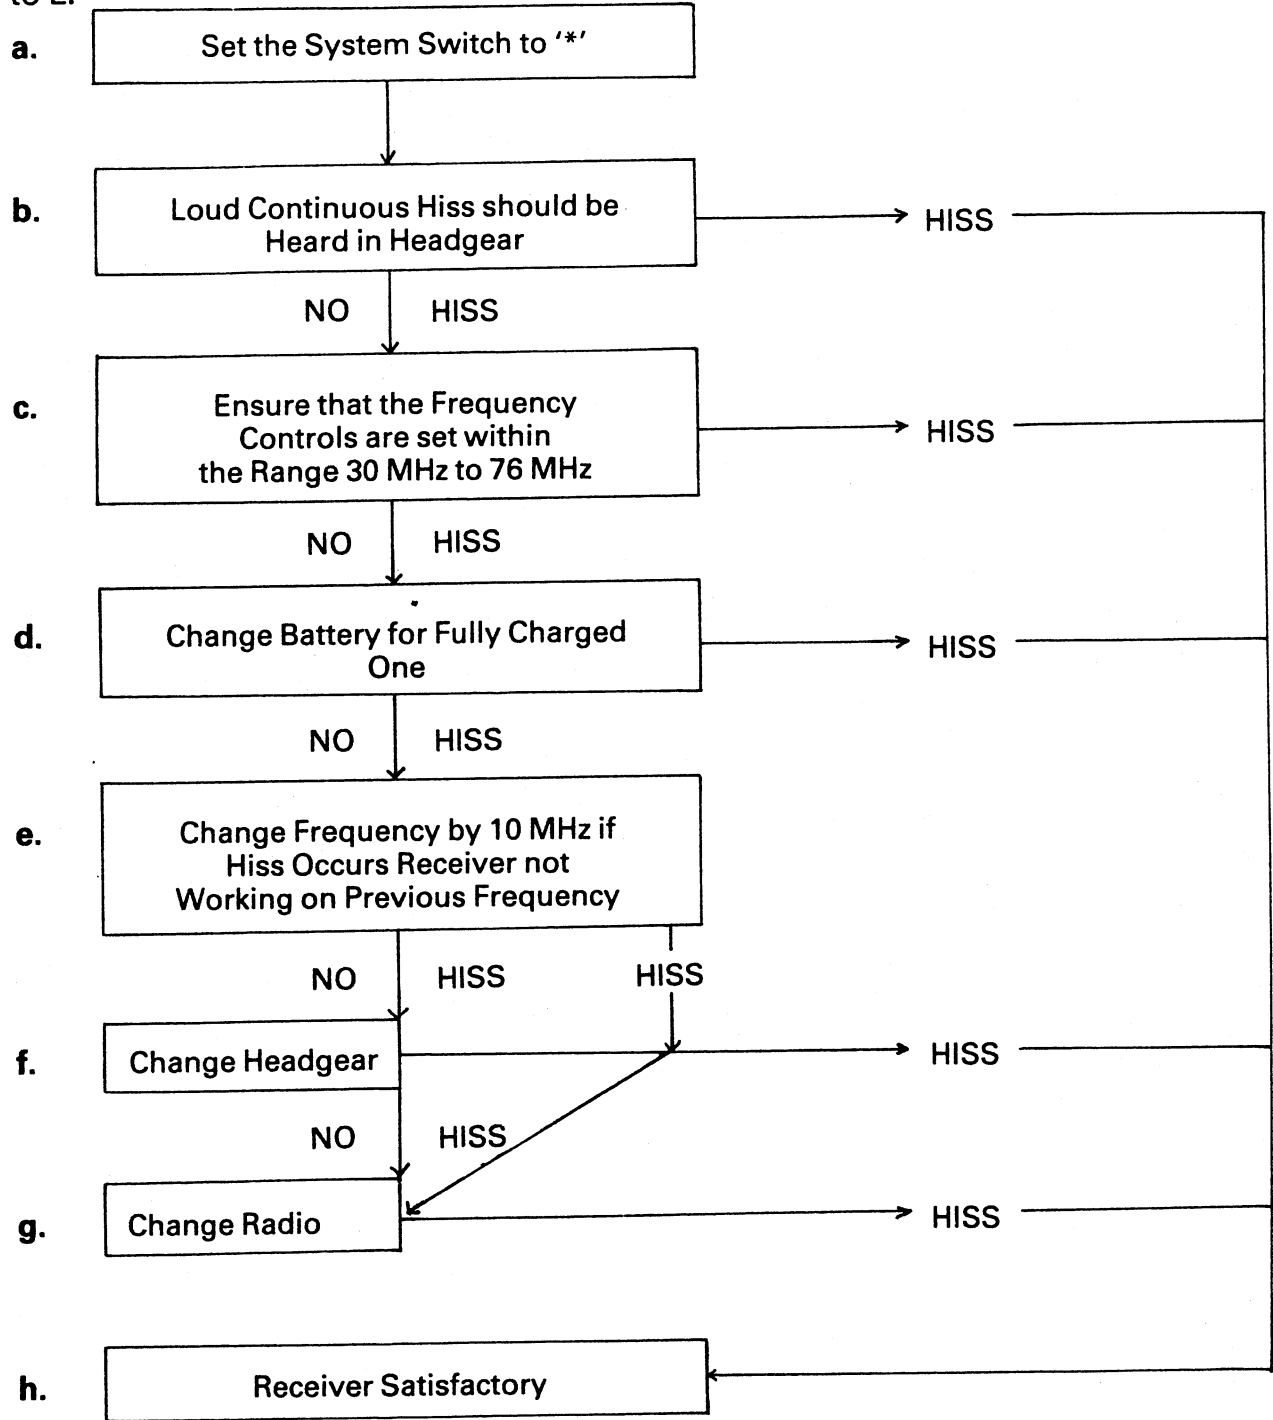 to L.
a. Set the System Switch to '*'
b. Loud Continuous Hiss should be
Heard in Headgear
HISS
NO HISS
c. Ensure that the Frequency
Controls are set within
the Range 30 MHz to 76 MHz
HISS
NO HISS
d. Change Battery for Fully Charged
One
HISS
NO HISS
e. Change Frequency by 10 MHz if
Hiss Occurs Receiver not
Working on Previous Frequency
NO HISS
HISS
f. Change Headgear
HISS
NO HISS
g. Change Radio
HISS
h. Receiver Satisfactory